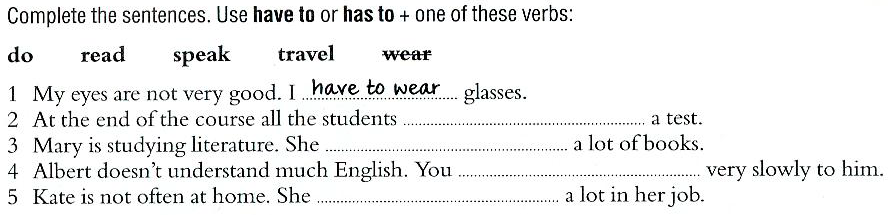 Complete the sentences. Use have to or has to + one of these verbs:
do read speak travel wear
1 My eyes are not very good. I ...have to wear... glasses.
2 At the end of the course all the students ........................................ a test.
3 Mary is studying literature. She ........................................ a lot of books.
4 Albert doesn't understand much English. You ........................................ very slowly to him.
5 Kate is not often at home. She ........................................ a lot in her job.